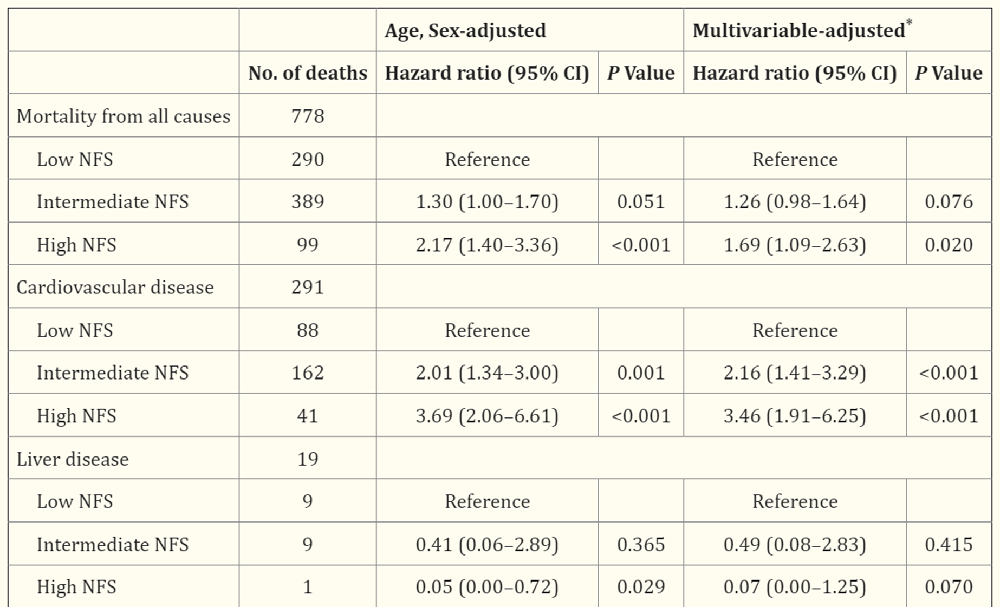 Age, Sex-adjusted Multivariable-adjusted*
No. of deaths Hazard ratio (95% CI) P Value Hazard ratio (95% CI) P Value
Mortality from all causes 778
Low NFS 290 Reference Reference
Intermediate NFS 389 1.30 (1.00–1.70) 0.051 1.26 (0.98–1.64) 0.076
High NFS 99 2.17 (1.40–3.36) <0.001 1.69 (1.09–2.63) 0.020
Cardiovascular disease 291
Low NFS 88 Reference Reference
Intermediate NFS 162 2.01 (1.34–3.00) 0.001 2.16 (1.41–3.29) <0.001
High NFS 41 3.69 (2.06–6.61) <0.001 3.46 (1.91–6.25) <0.001
Liver disease 19
Low NFS 9 Reference Reference
Intermediate NFS 9 0.41 (0.06–2.89) 0.365 0.49 (0.08–2.83) 0.415
High NFS 1 0.05 (0.00–0.72) 0.029 0.07 (0.00–1.25) 0.070